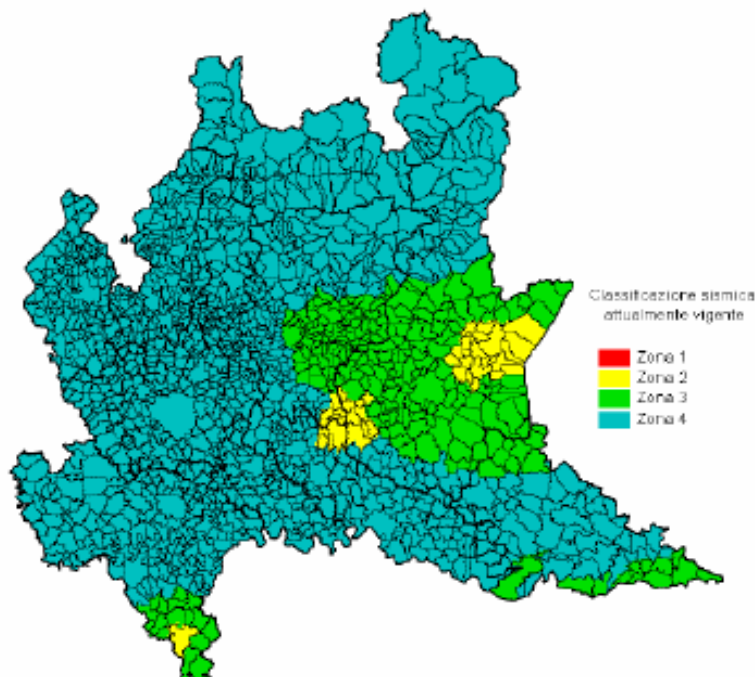 Classificazione sismica
attualmente vigente
Zona 1
Zona 2
Zona 3
Zona 4